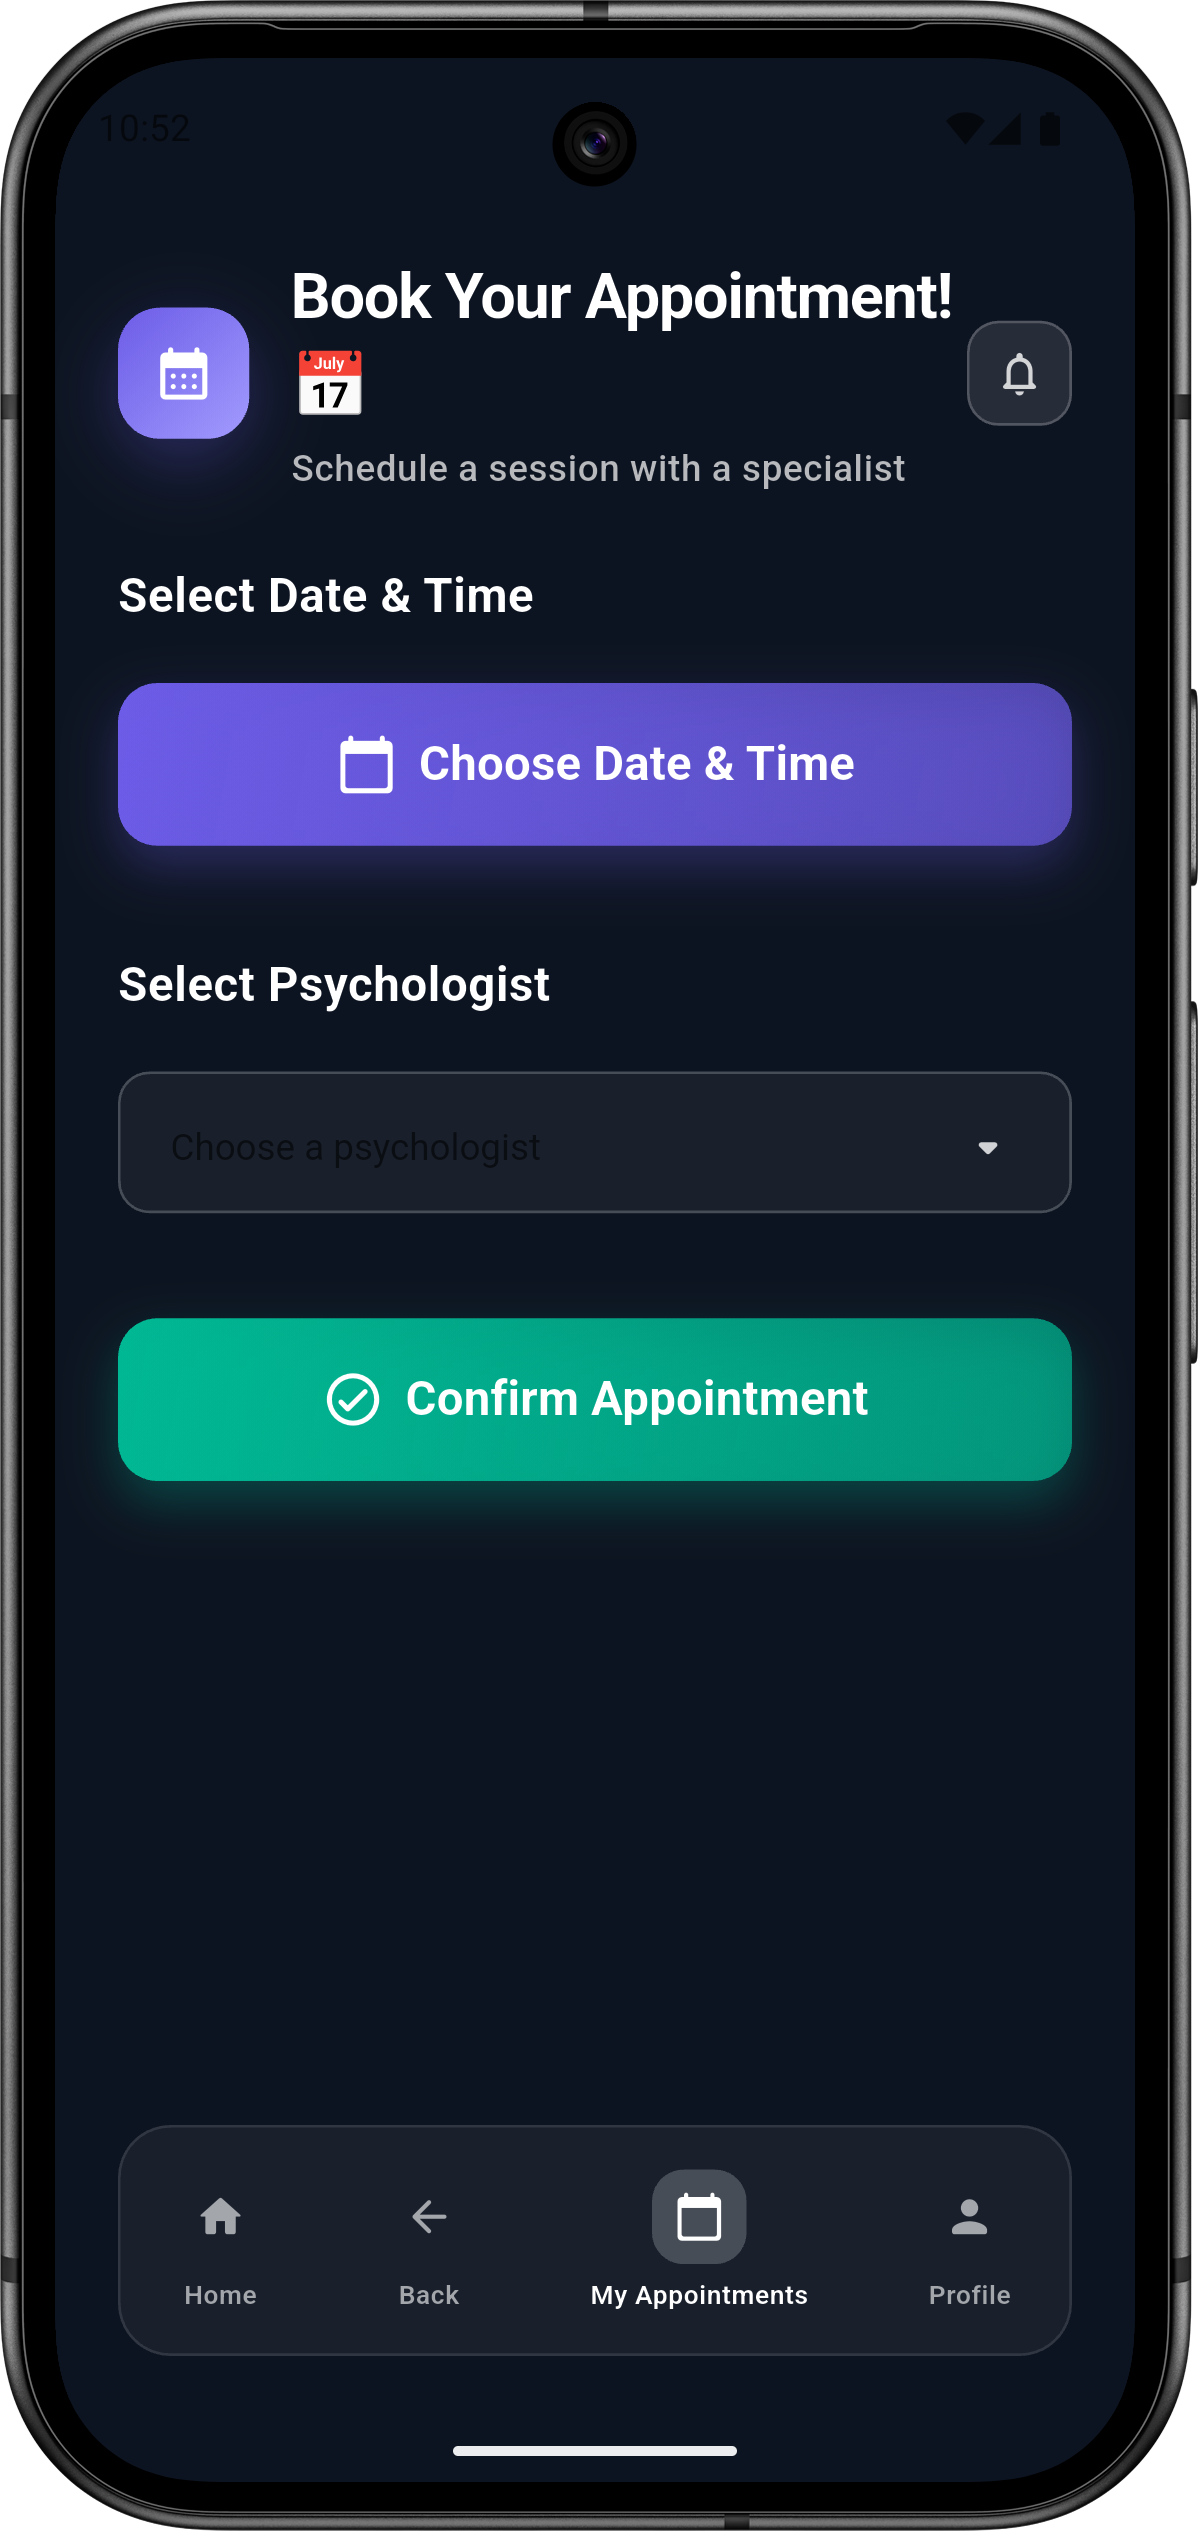 10:52
Book Your Appointment!
July
17
Schedule a session with a specialist
Select Date & Time
Choose Date & Time
Select Psychologist
Choose a psychologist
Confirm Appointment
Home Back My Appointments Profile